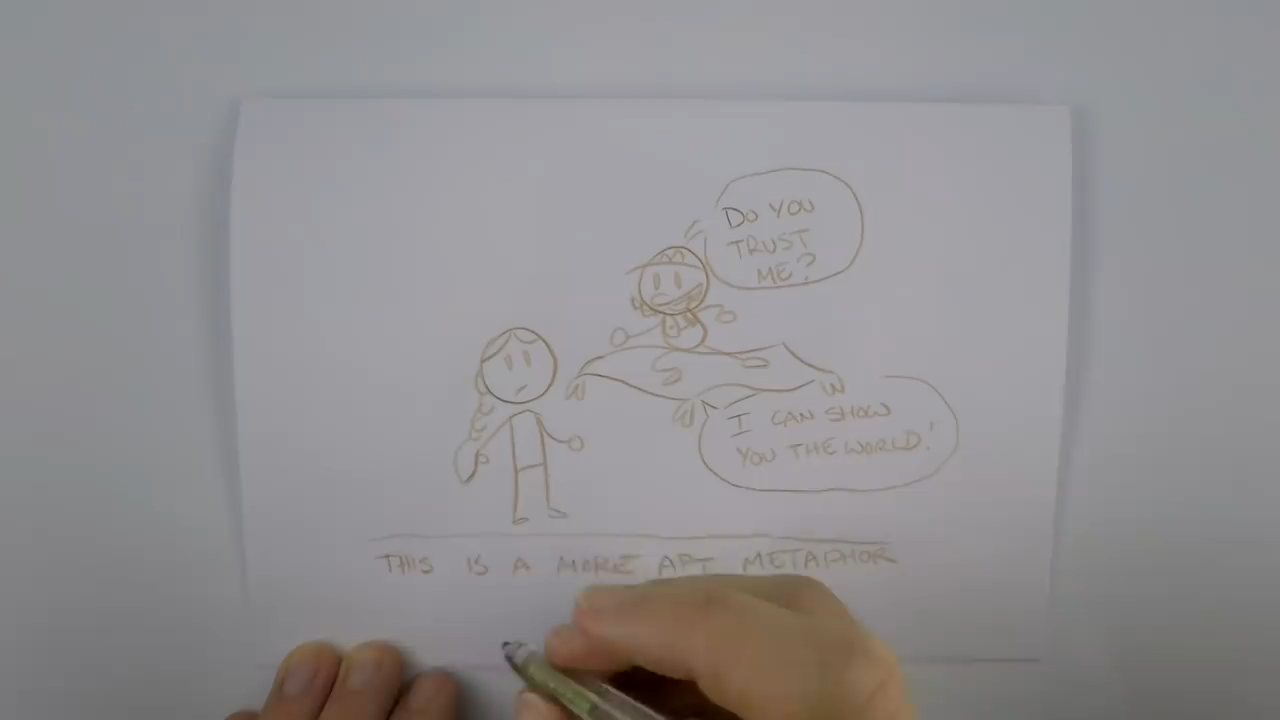 DO YOU
TRUST
ME?
I CAN SHOW
YOU THE WORLD!
THIS IS A MORE APT METAPHOR